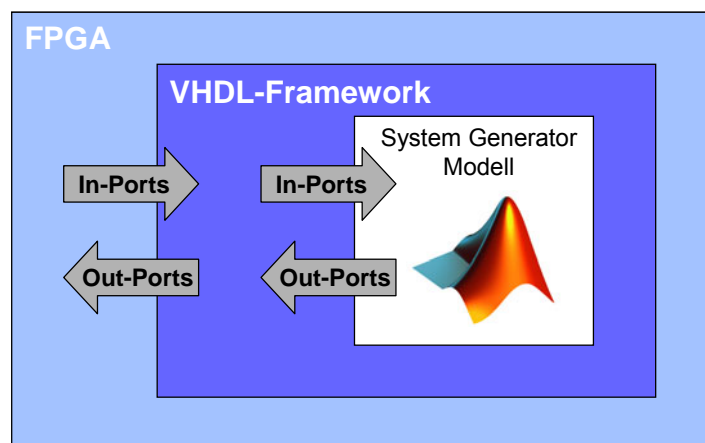 FPGA
VHDL-Framework
System Generator
Modell
In-Ports
In-Ports
Out-Ports
Out-Ports